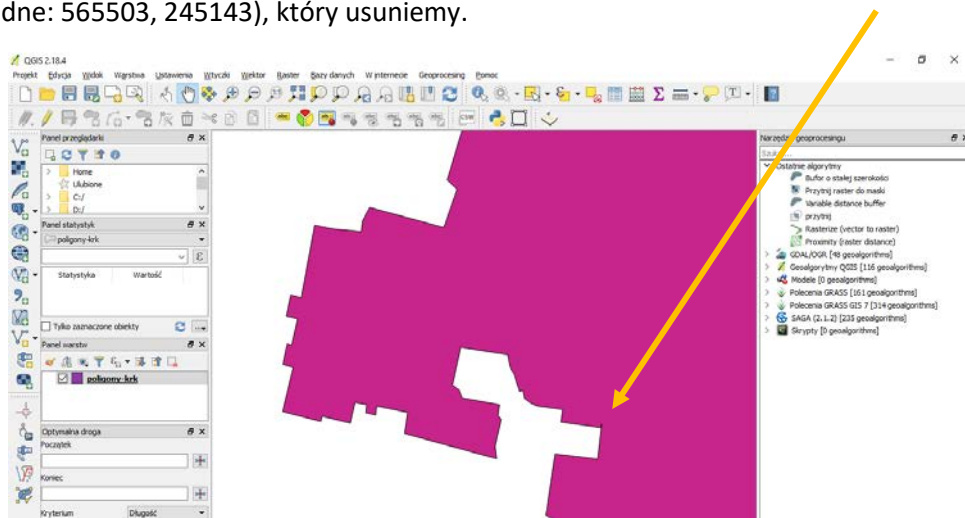 dne: 565503, 245143), który usuniemy.
QGIS 2.18.4
Projekt Edycja Widok Warstwa Ustawienia Wtyczki Wektor Raster Bazy danych W internecie Geoprocesing Pomoc
Panel przeglądarki
Home
Ulubione
C:/
D:/
Panel statystyk
poligony-krk
Statystyka Wartość
Tylko zaznaczone obiekty
Panel warstw
poligony-krk
Optymalna droga
Początek
Koniec
Kryterium Długość
geoprocesingu
Ostatnie algorytmy
Bufor o stałej szerokości
Przytnij raster do maski
Variable distance buffer
przytnij
Rasterize (vector to raster)
Proximity (raster distance)
GDAL/OGR [48 geoalgorithms]
Geoalgorytmy QGIS [116 geoalgorithms]
Modele [0 geoalgorithms]
Polecenia GRASS [161 geoalgorithms]
Polecenia GRASS GIS 7 [314 geoalgorithms]
SAGA (2.1.2) [235 geoalgorithms]
Skrypty [0 geoalgorithms]